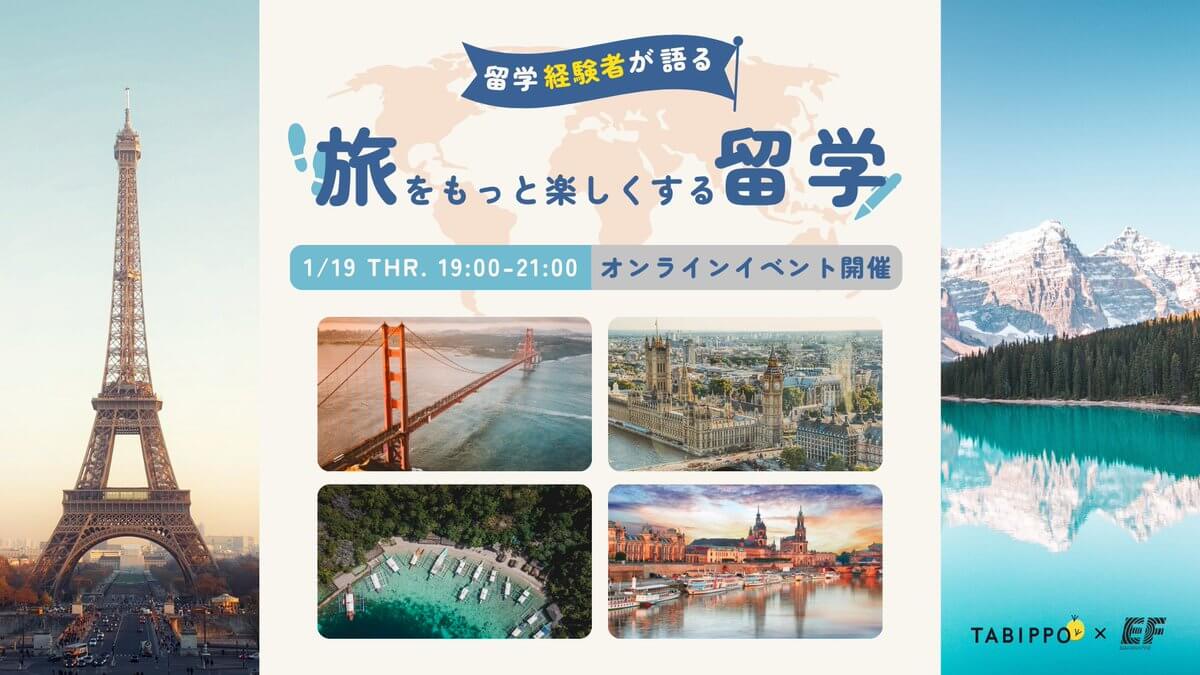 留学経験者が語る
旅をもっと楽しくする留学
1/19 THR. 19:00-21:00 オンラインイベント開催
TABIPPO × EF